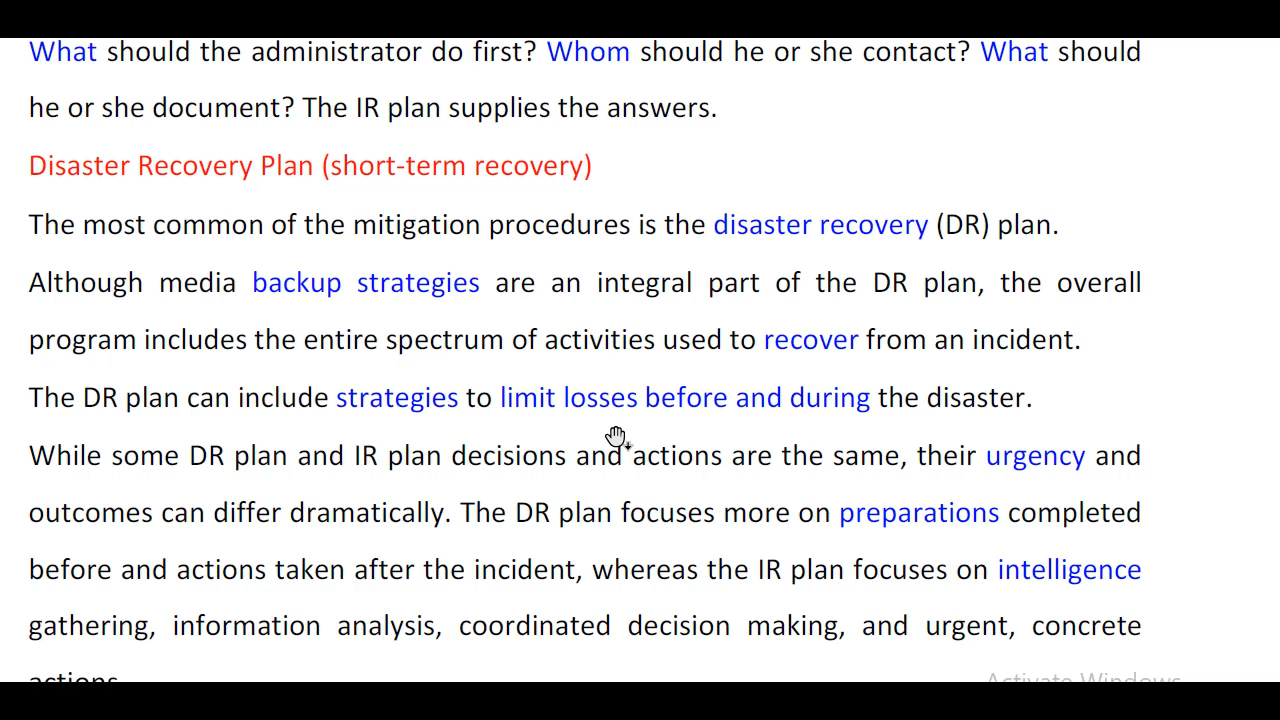 What should the administrator do first? Whom should he or she contact? What should
he or she document? The IR plan supplies the answers.
Disaster Recovery Plan (short-term recovery)
The most common of the mitigation procedures is the disaster recovery (DR) plan.
Although media backup strategies are an integral part of the DR plan, the overall
program includes the entire spectrum of activities used to recover from an incident.
The DR plan can include strategies to limit losses before and during the disaster.
While some DR plan and IR plan decisions and actions are the same, their urgency and
outcomes can differ dramatically. The DR plan focuses more on preparations completed
before and actions taken after the incident, whereas the IR plan focuses on intelligence
gathering, information analysis, coordinated decision making, and urgent, concrete
actions.
Activate Windows